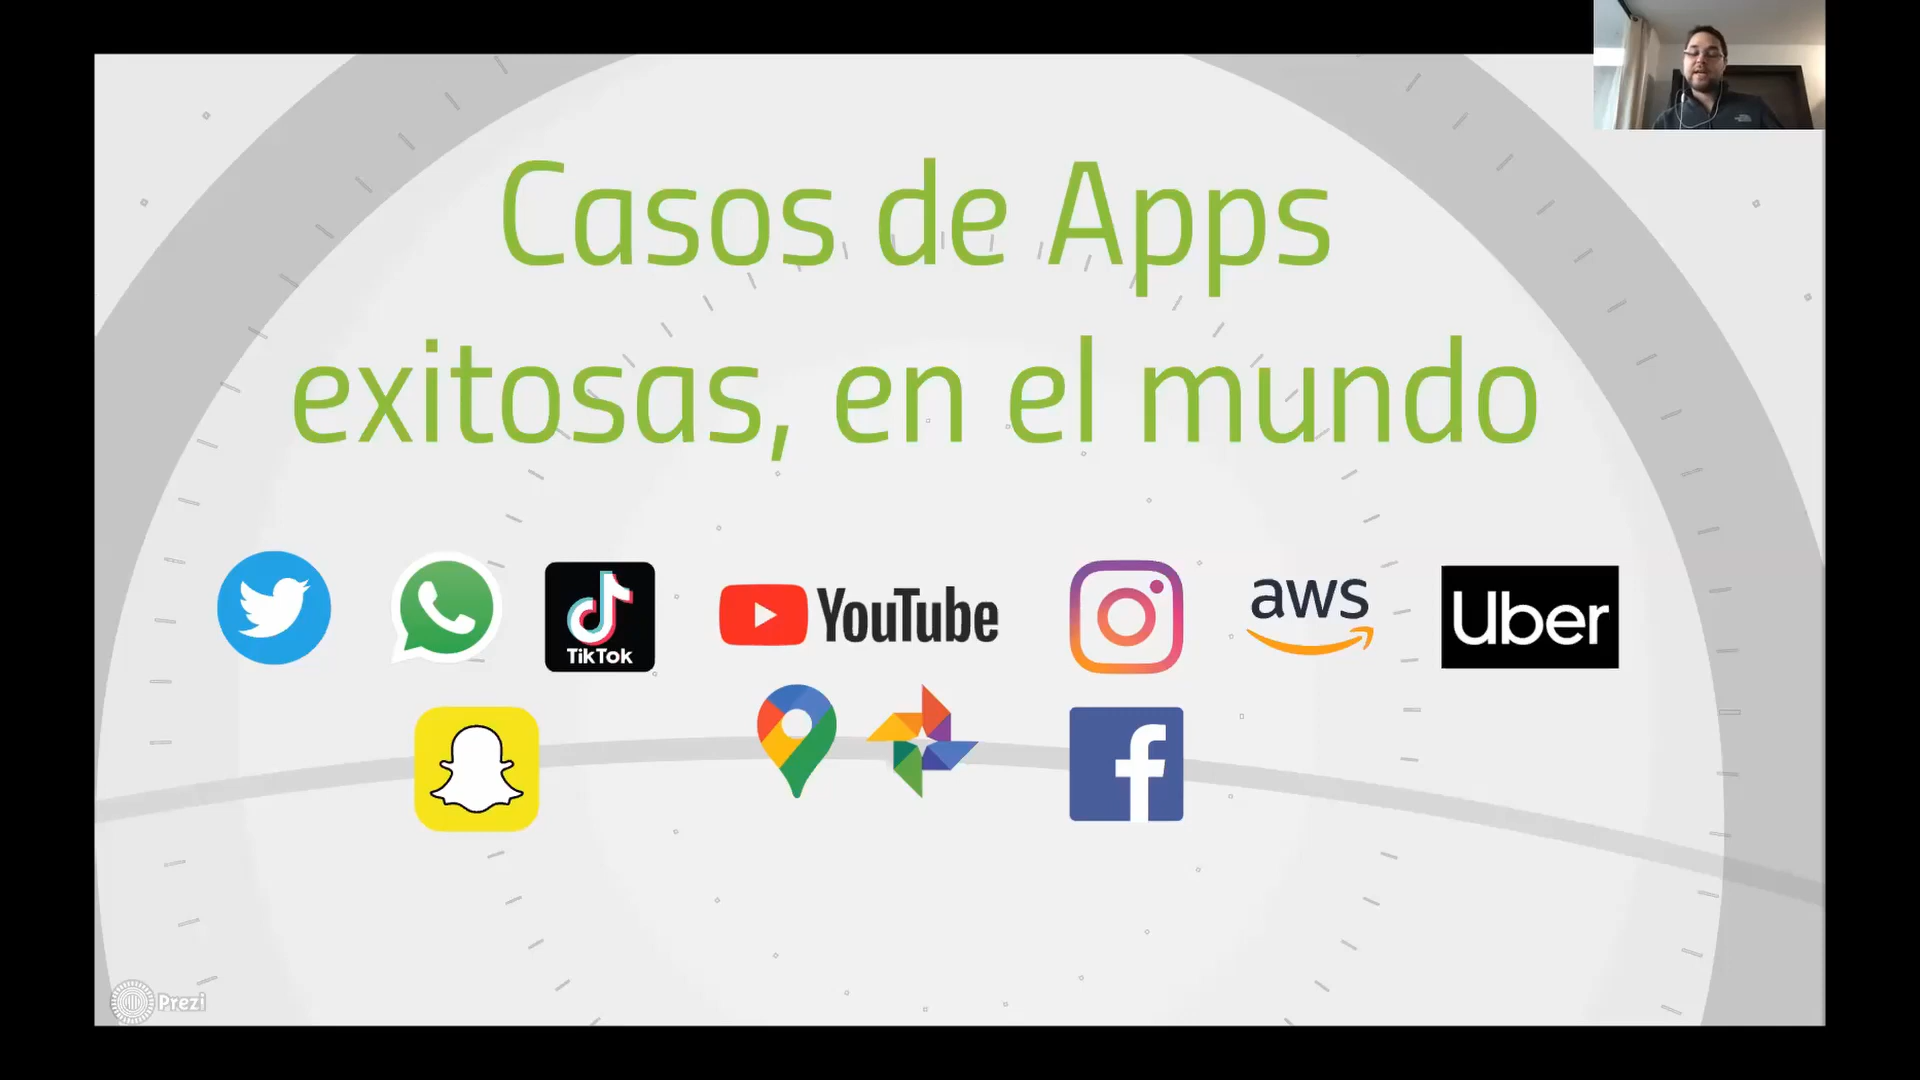 Casos de Apps
exitosas, en el mundo
TikTok
YouTube
aws
Uber
Prezi